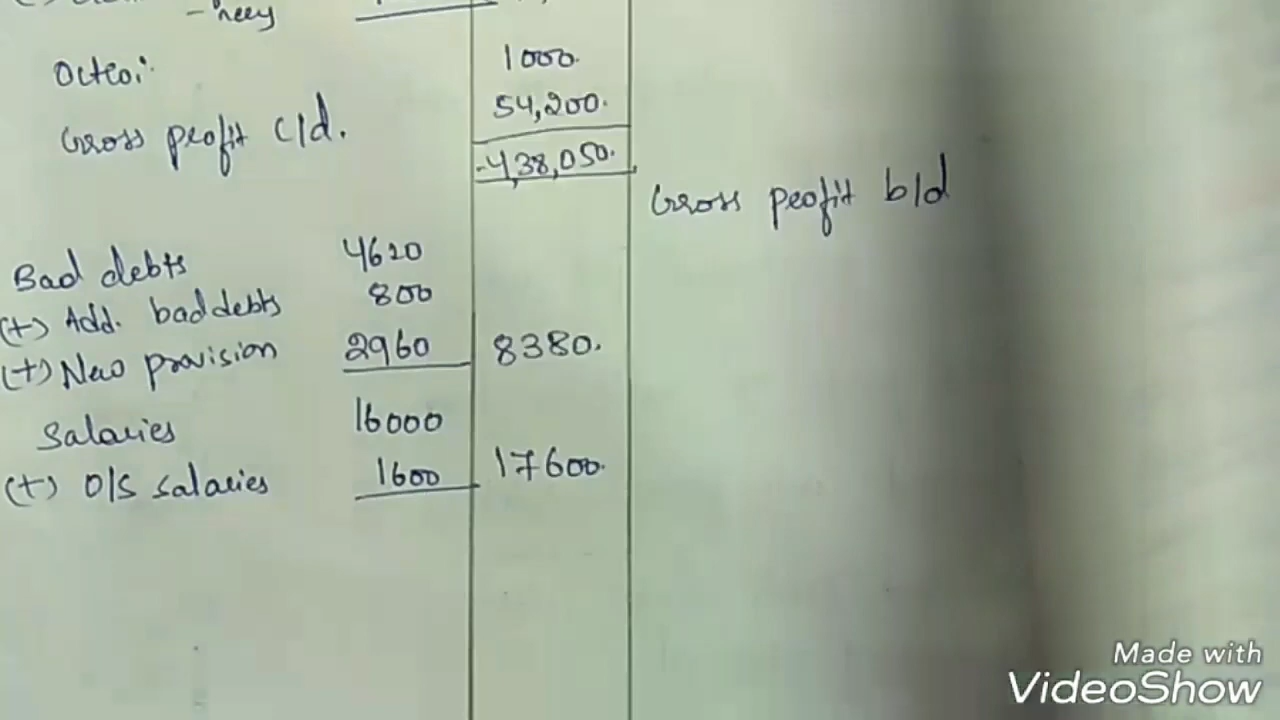 - nery
Octroi 1000.
Gross profit c/d. 54,200.
4,38,050.
Gross profit b/d
Bad debts 4620
(+) Add. bad debts 800
(+) New provision 2960 8380.
Salaries 16000
(+) O/S salaries 1600 17600.
Made with
VideoShow